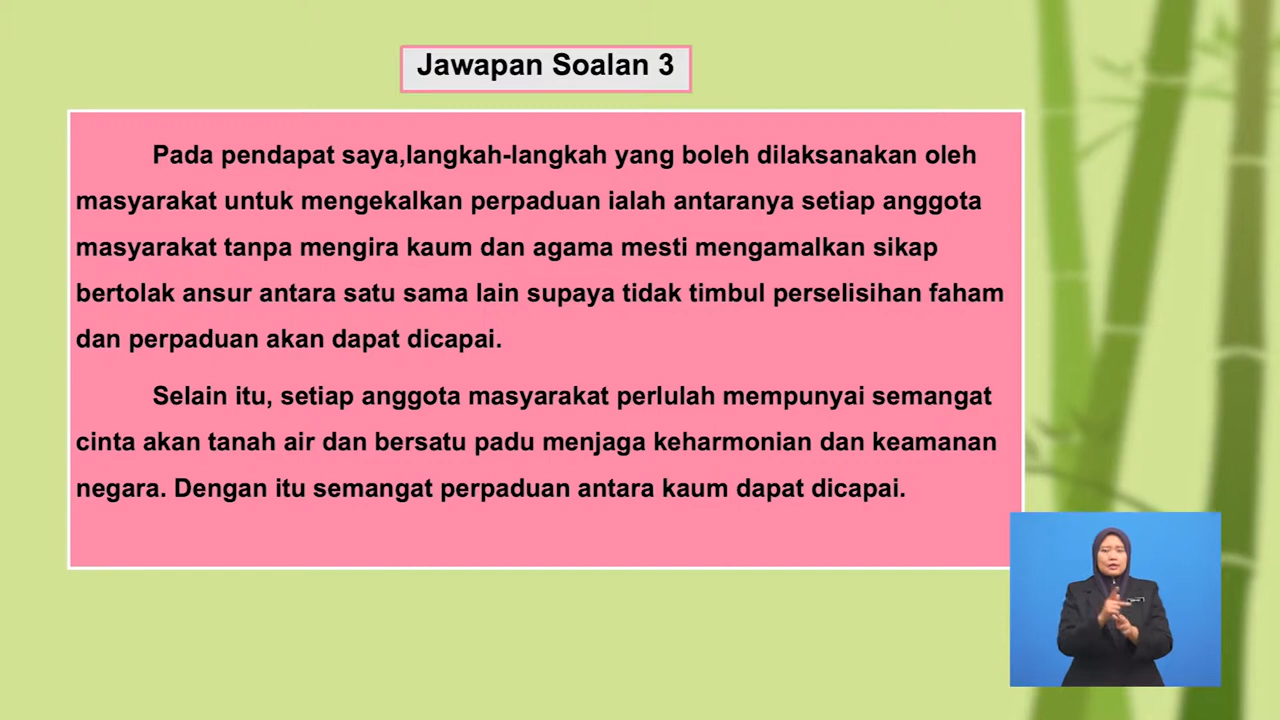 Jawapan Soalan 3
Pada pendapat saya,langkah-langkah yang boleh dilaksanakan oleh
masyarakat untuk mengekalkan perpaduan ialah antaranya setiap anggota
masyarakat tanpa mengira kaum dan agama mesti mengamalkan sikap
bertolak ansur antara satu sama lain supaya tidak timbul perselisihan faham
dan perpaduan akan dapat dicapai.
Selain itu, setiap anggota masyarakat perlulah mempunyai semangat
cinta akan tanah air dan bersatu padu menjaga keharmonian dan keamanan
negara. Dengan itu semangat perpaduan antara kaum dapat dicapai.